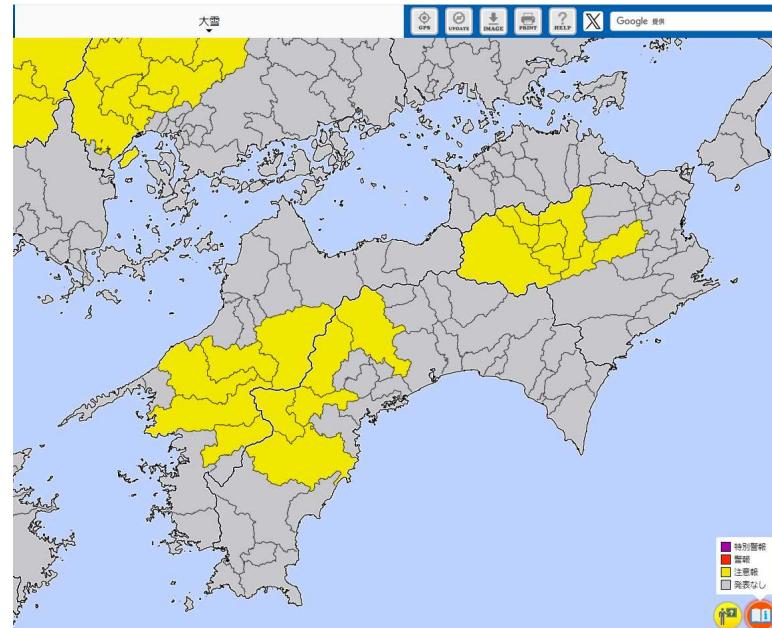 大雪
GPS
UPDATE
IMAGE
PRINT
HELP
Google 提供
特別警報
警報
注意報
発表なし